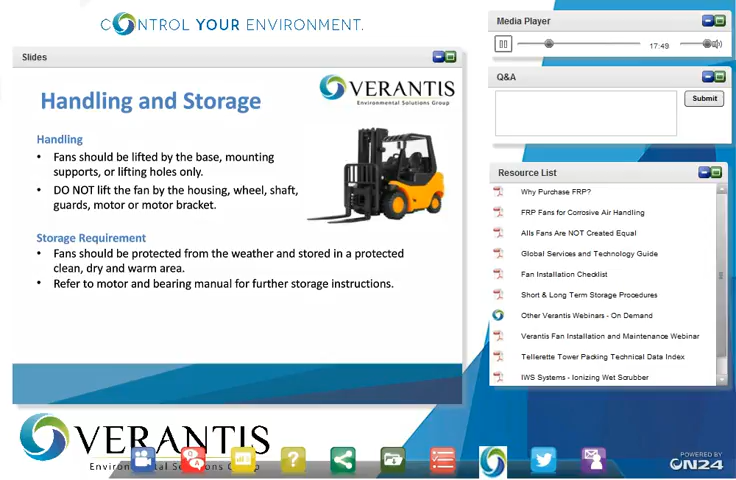 CONTROL YOUR ENVIRONMENT.
Slides
VERANTIS
Environmental Solutions Group
Handling and Storage
Handling
• Fans should be lifted by the base, mounting
supports, or lifting holes only.
• DO NOT lift the fan by the housing, wheel, shaft,
guards, motor or motor bracket.
Storage Requirement
• Fans should be protected from the weather and stored in a protected
clean, dry and warm area.
• Refer to motor and bearing manual for further storage instructions.
Media Player
17:49
Q&A
Submit
Resource List
Why Purchase FRP?
FRP Fans for Corrosive Air Handling
Alls Fans Are NOT Created Equal
Global Services and Technology Guide
Fan Installation Checklist
Short & Long Term Storage Procedures
Other Verantis Webinars - On Demand
Verantis Fan Installation and Maintenance Webinar
Tellerette Tower Packing Technical Data Index
IWS Systems - Ionizing Wet Scrubber
VERANTIS
Environmental Solutions Group
Q
A
?
POWERED BY
ON24